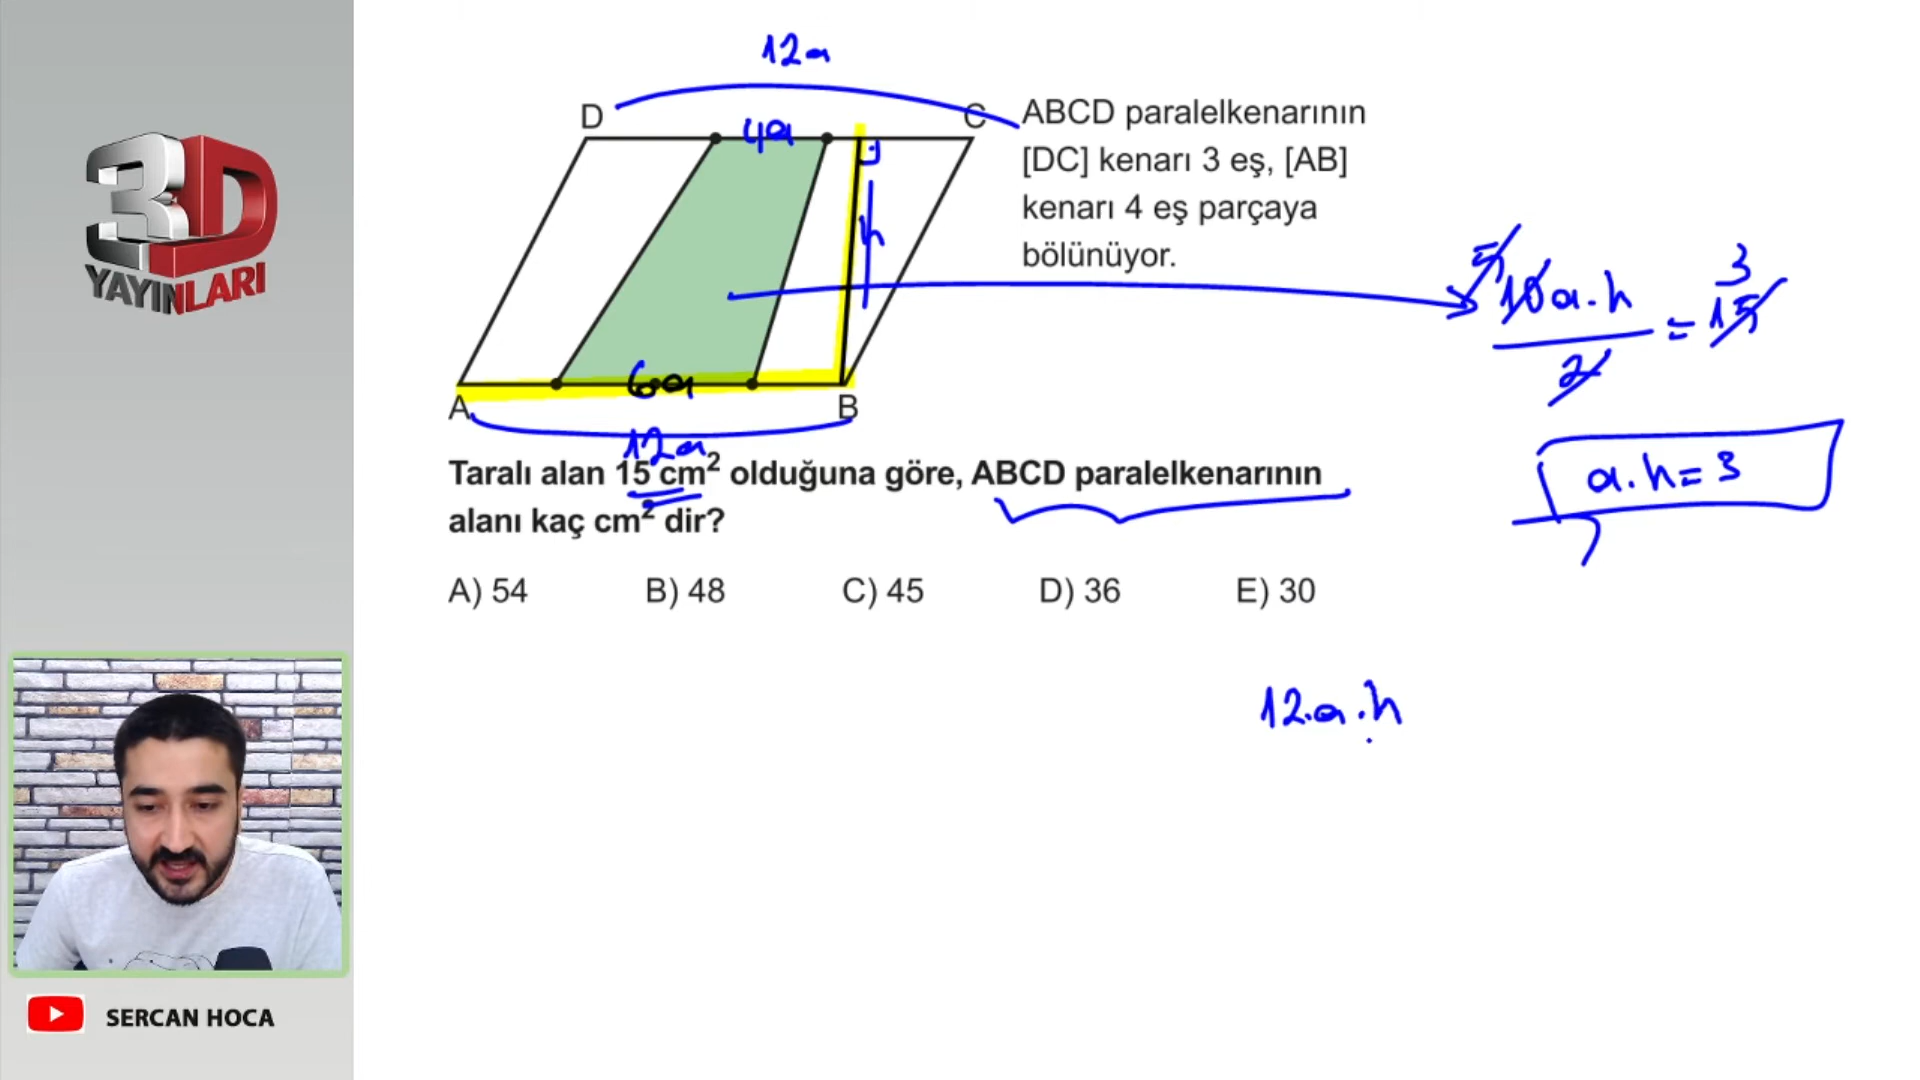 12a
D
C
4a
ABCD paralelkenarının
[DC] kenarı 3 eş, [AB]
kenarı 4 eş parçaya
bölünüyor.
h
3D
YAYINLARI
5
10a.h
2
=
3
15
6a
A
B
12a
Taralı alan 15 cm² olduğuna göre, ABCD paralelkenarının
alanı kaç cm² dir?
a.h=3
A) 54 B) 48 C) 45 D) 36 E) 30
12.a.h
SERCAN HOCA